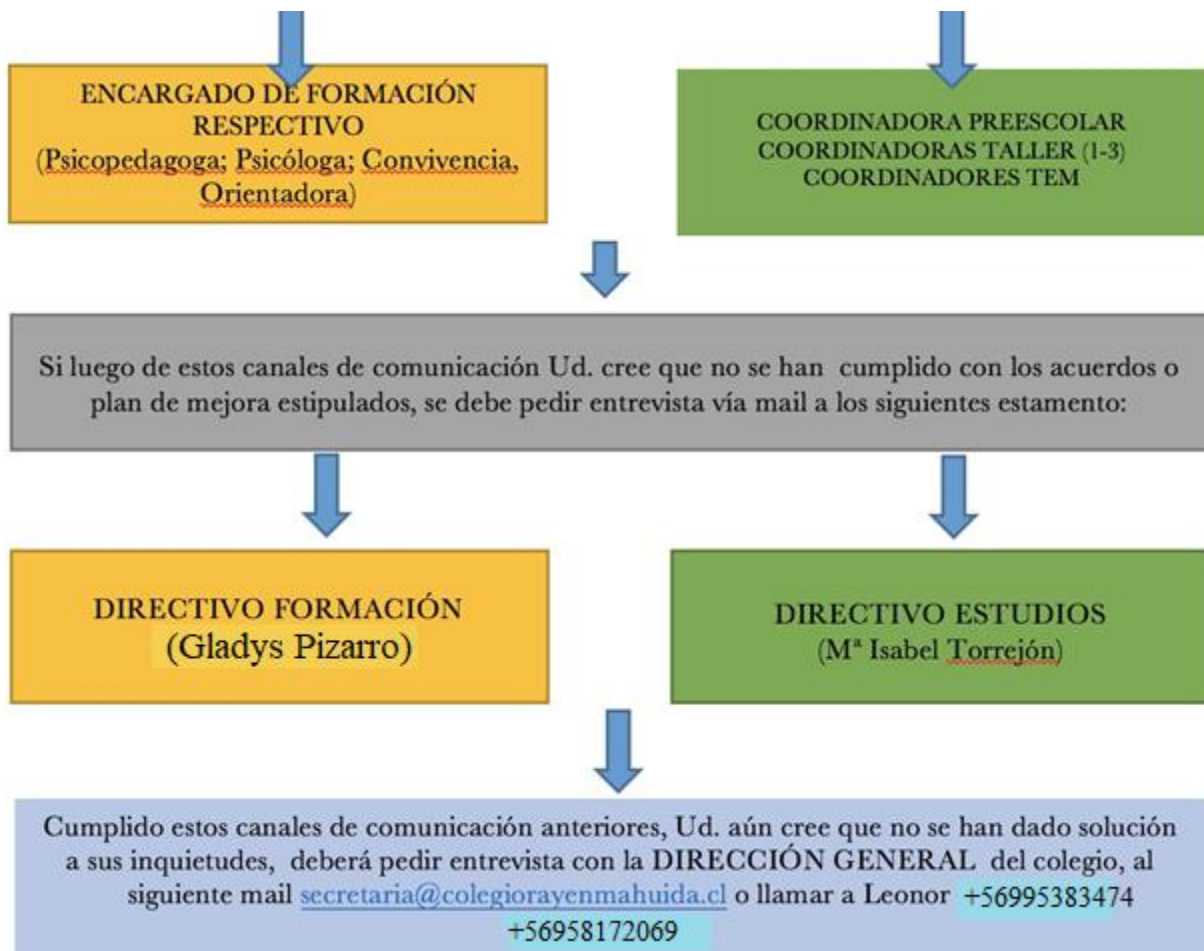 ENCARGADO DE FORMACIÓN
RESPECTIVO
(Psicopedagoga; Psicóloga; Convivencia,
Orientadora)
COORDINADORA PREESCOLAR
COORDINADORAS TALLER (1-3)
COORDINADORES TEM
Si luego de estos canales de comunicación Ud. cree que no se han cumplido con los acuerdos o
plan de mejora estipulados, se debe pedir entrevista vía mail a los siguientes estamento:
DIRECTIVO FORMACIÓN
(Gladys Pizarro)
DIRECTIVO ESTUDIOS
(Mª Isabel Torrejón)
Cumplido estos canales de comunicación anteriores, Ud. aún cree que no se han dado solución
a sus inquietudes, deberá pedir entrevista con la DIRECCIÓN GENERAL del colegio, al
siguiente mail secretaria@colegiorayenmahuida.cl o llamar a Leonor +56995383474
+56958172069